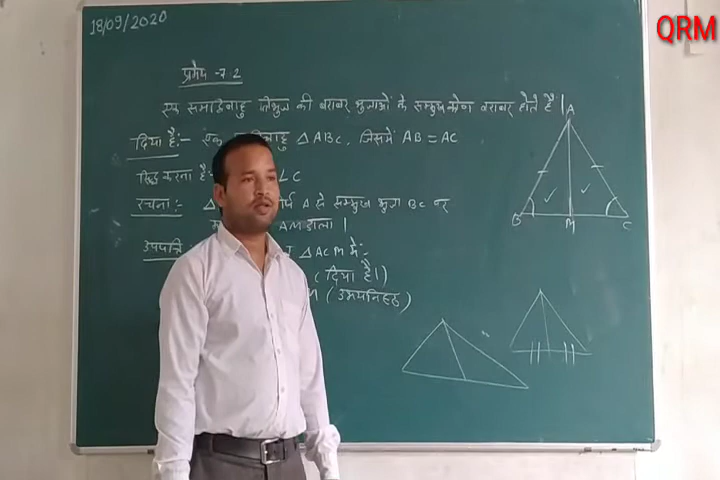 18/09/2020
QRM
प्रमेय -7.2
एक समद्विबाहु त्रिभुज की बराबर भुजाओं के सम्मुख कोण बराबर होते हैं।
दिया है:- एक △ABC, जिसमें AB = AC
सिद्ध करना है: ∠C
रचना:- △ A से सम्मुख भुजा BC पर
AM डाला।
उपपत्ति: △ACM में:-
(दिया है।)
M (उभयनिष्ठ)
A
B M C